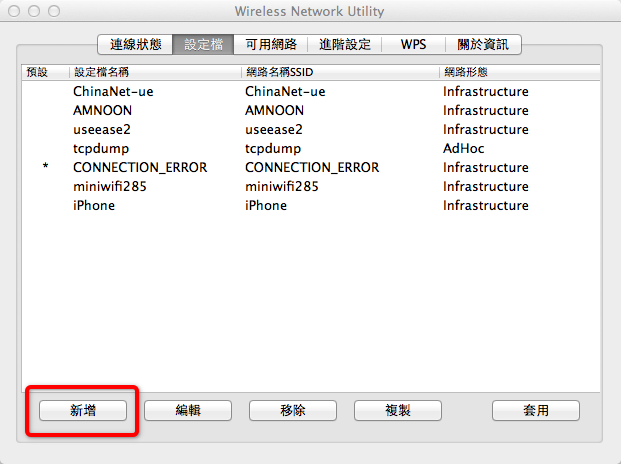 Wireless Network Utility
連線狀態 設定檔 可用網路 進階設定 WPS 關於資訊
預設 設定檔名稱 網路名稱SSID 網路形態
ChinaNet-ue ChinaNet-ue Infrastructure
AMNOON AMNOON Infrastructure
useease2 useease2 Infrastructure
tcpdump tcpdump AdHoc
* CONNECTION_ERROR CONNECTION_ERROR Infrastructure
miniwifi285 miniwifi285 Infrastructure
iPhone iPhone Infrastructure
新增 編輯 移除 複製 套用